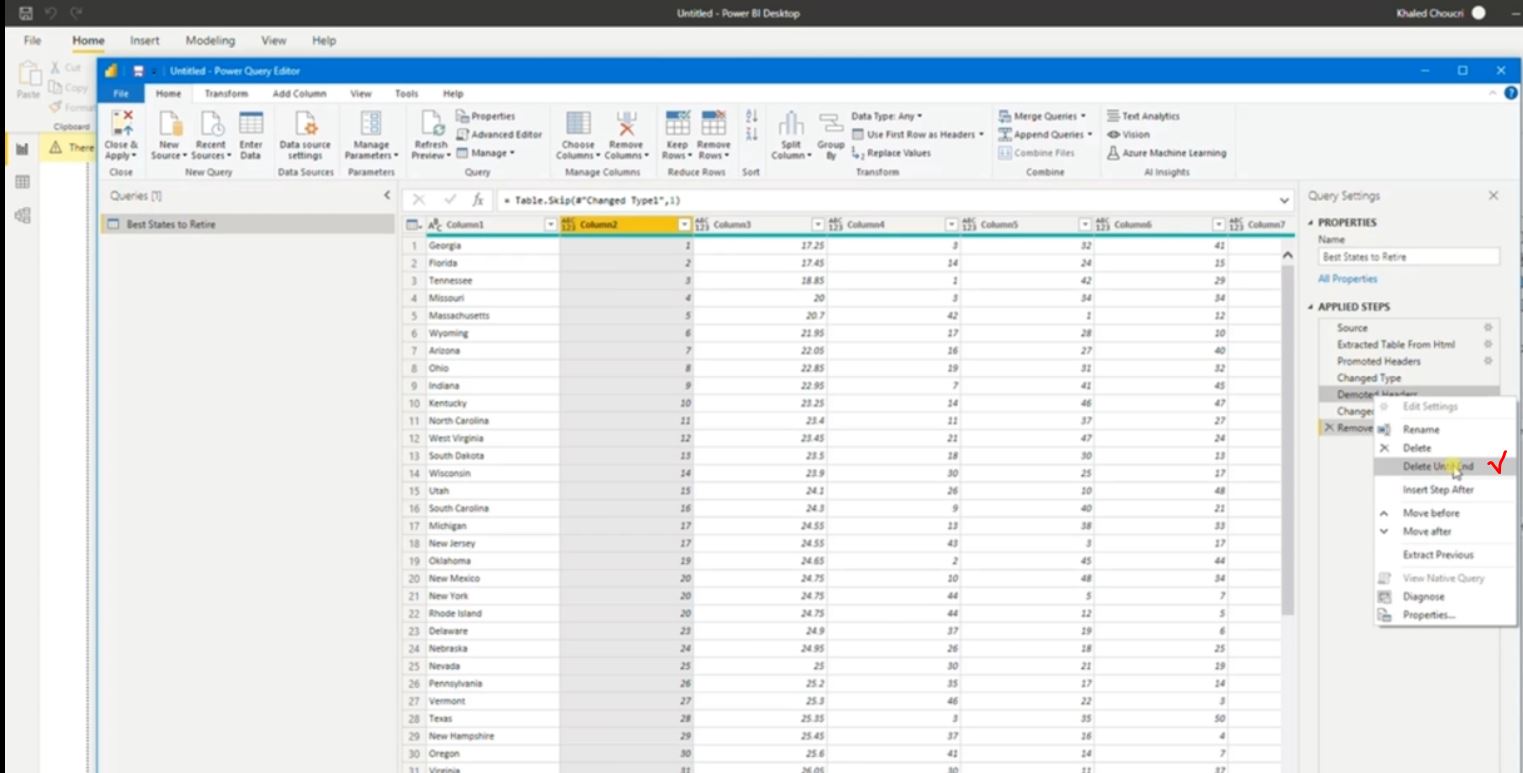 Untitled - Power BI Desktop
Khaled Choucri
File Home Insert Modeling View Help
Paste
Cut
Copy
Format
Clipboard
There
Untitled - Power Query Editor
File Home Transform Add Column View Tools Help
Close & Apply
Close
New Source
Recent Sources
Enter Data
New Query
Data source settings
Data Sources
Manage Parameters
Parameters
Refresh Preview
Properties
Advanced Editor
Manage
Query
Choose Columns
Remove Columns
Manage Columns
Keep Rows
Remove Rows
Reduce Rows
Sort
Split Column
Group By
Data Type: Any
Use First Row as Headers
Replace Values
Transform
Merge Queries
Append Queries
Combine Files
Combine
Text Analytics
Vision
Azure Machine Learning
AI Insights
Queries [1]
Best States to Retire
= Table.Skip(#"Changed Type1",1)
Column1 Column2 Column3 Column4 Column5 Column6 Column7
1 Georgia 1 17.25 3 32 41
2 Florida 2 17.45 14 24 15
3 Tennessee 3 18.85 1 42 29
4 Missouri 4 20 3 34 34
5 Massachusetts 5 20.7 42 1 12
6 Wyoming 6 21.95 17 28 10
7 Arizona 7 22.05 16 27 40
8 Ohio 8 22.85 19 31 32
9 Indiana 9 22.95 7 41 45
10 Kentucky 10 23.25 14 46 47
11 North Carolina 11 23.4 11 37 27
12 West Virginia 12 23.45 21 47 24
13 South Dakota 13 23.5 18 30 13
14 Wisconsin 14 23.9 30 25 17
15 Utah 15 24.1 26 10 48
16 South Carolina 16 24.3 9 40 21
17 Michigan 17 24.55 13 38 33
18 New Jersey 17 24.55 43 3 17
19 Oklahoma 19 24.65 2 45 44
20 New Mexico 20 24.75 10 48 34
21 New York 20 24.75 44 5 7
22 Rhode Island 20 24.75 44 12 5
23 Delaware 23 24.9 37 19 6
24 Nebraska 24 24.95 26 18 25
25 Nevada 25 25 30 21 19
26 Pennsylvania 26 25.2 35 17 14
27 Vermont 27 25.3 46 22 3
28 Texas 28 25.35 3 35 50
29 New Hampshire 29 25.45 37 16 4
30 Oregon 30 25.6 41 14 7
31 Virginia 31 26.05 30 11 37
Query Settings
PROPERTIES
Name
Best States to Retire
All Properties
APPLIED STEPS
Source
Extracted Table From Html
Promoted Headers
Changed Type
Demoted Headers
Change
Remove
Edit Settings
Rename
Delete
Delete Until End
Insert Step After
Move before
Move after
Extract Previous
View Native Query
Diagnose
Properties...